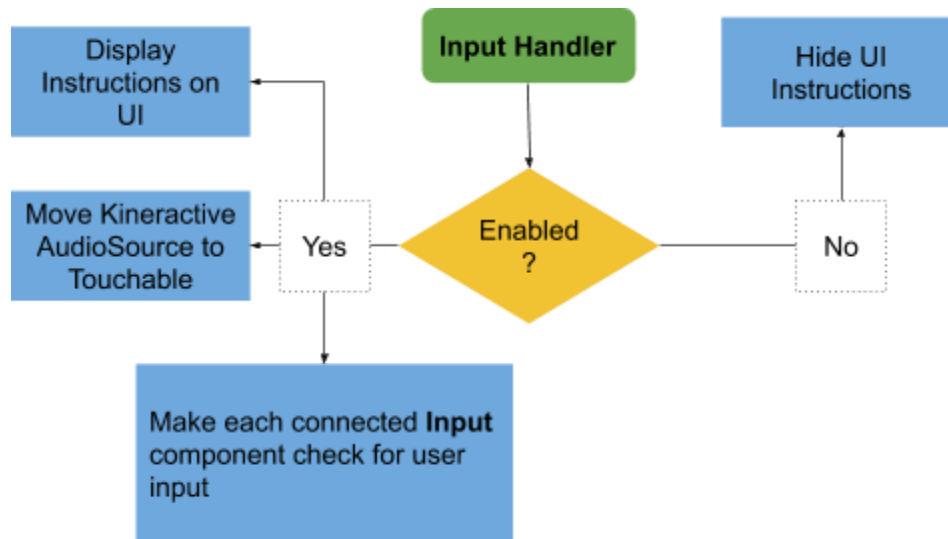 Input Handler
Display
Instructions on
UI
Hide UI
Instructions
Move Kineractive
AudioSource to
Touchable
Yes
Enabled
?
No
Make each connected Input
component check for user
input